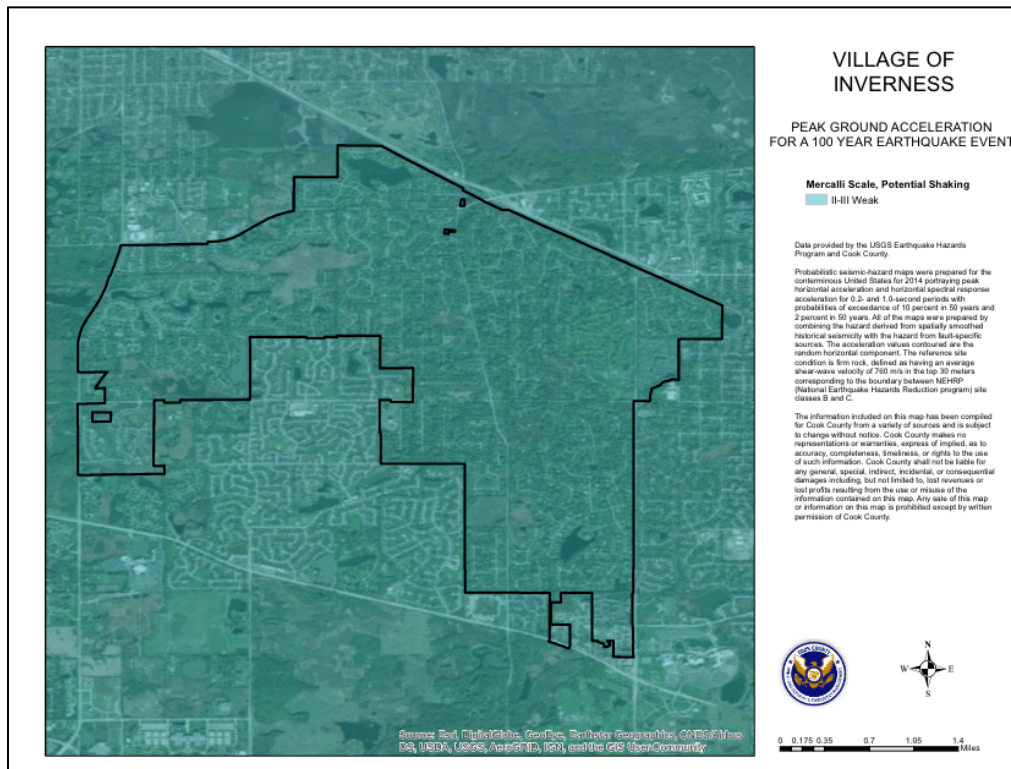 VILLAGE OF
INVERNESS
PEAK GROUND ACCELERATION
FOR A 100 YEAR EARTHQUAKE EVENT
Mercalli Scale, Potential Shaking
II-III Weak
Data provided by the USGS Earthquake Hazards
Program and Cook County.
Probabilistic seismic-hazard maps were prepared for the
conterminous United States for 2014 portraying peak
horizontal acceleration and horizontal spectral response
acceleration for 0.2- and 1.0-second periods with
probabilities of exceedance of 10 percent in 50 years and
2 percent in 50 years. All of the maps were prepared by
combining the hazard derived from spatially smoothed
historical seismicity with the hazard from fault-specific
sources. The acceleration values contoured are the
random horizontal component. The reference site
condition is firm rock, defined as having an average
shear-wave velocity of 760 m/s in the top 30 meters
corresponding to the boundary between NEHRP
(National Earthquake Hazards Reduction program) site
classes B and C.
The information included on this map has been compiled
for Cook County from a variety of sources and is subject
to change without notice. Cook County makes no
representations or warranties, express of implied, as to
accuracy, completeness, timeliness, or rights to the use
of such information. Cook County shall not be liable for
any general, special, indirect, incidental, or consequential
damages including, but not limited to, lost revenues or
lost profits resulting from the use or misuse of the
information contained on this map. Any sale of this map
or information on this map is prohibited except by written
permission of Cook County.
N
W E
S
0 0.175 0.35 0.7 1.05 1.4
Miles
Source: Esri, DigitalGlobe, GeoEye, Earthstar Geographics, CNES/Airbus
DS, USDA, USGS, AeroGRID, IGN, and the GIS User Community